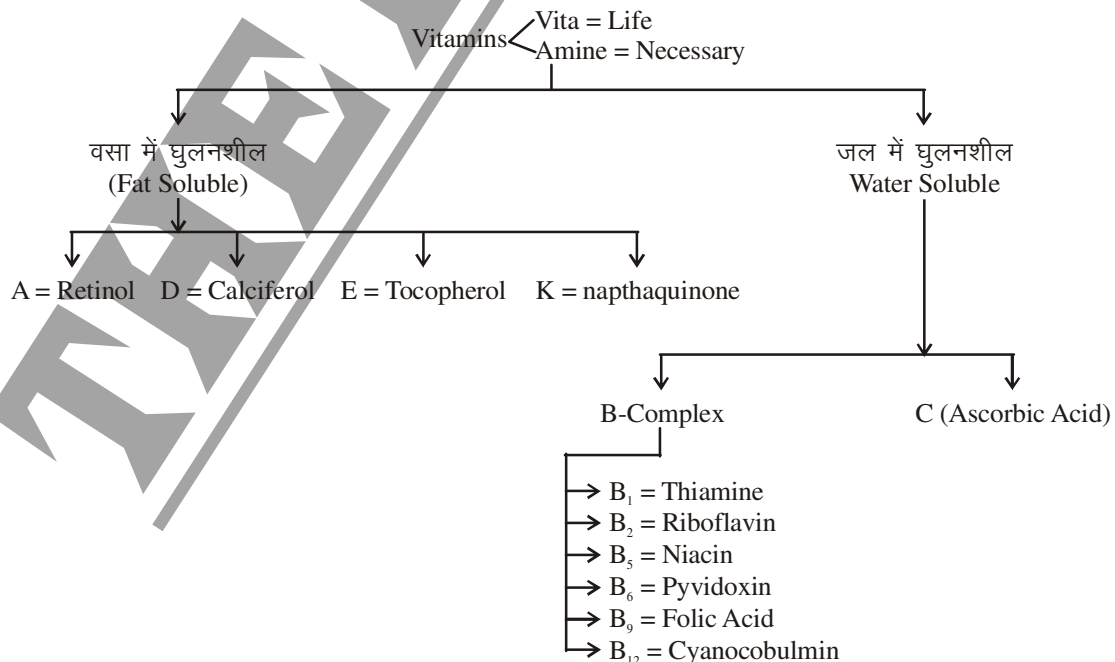 Vitamins
Vita = Life
Amine = Necessary
वसा में घुलनशील
(Fat Soluble)
जल में घुलनशील
Water Soluble
A = Retinol D = Calciferol E = Tocopherol K = napthaquinone
B-Complex
C (Ascorbic Acid)
B₁ = Thiamine
B₂ = Riboflavin
B₅ = Niacin
B₆ = Pyvidoxin
B₉ = Folic Acid
B₁₂ = Cyanocobulmin
THE